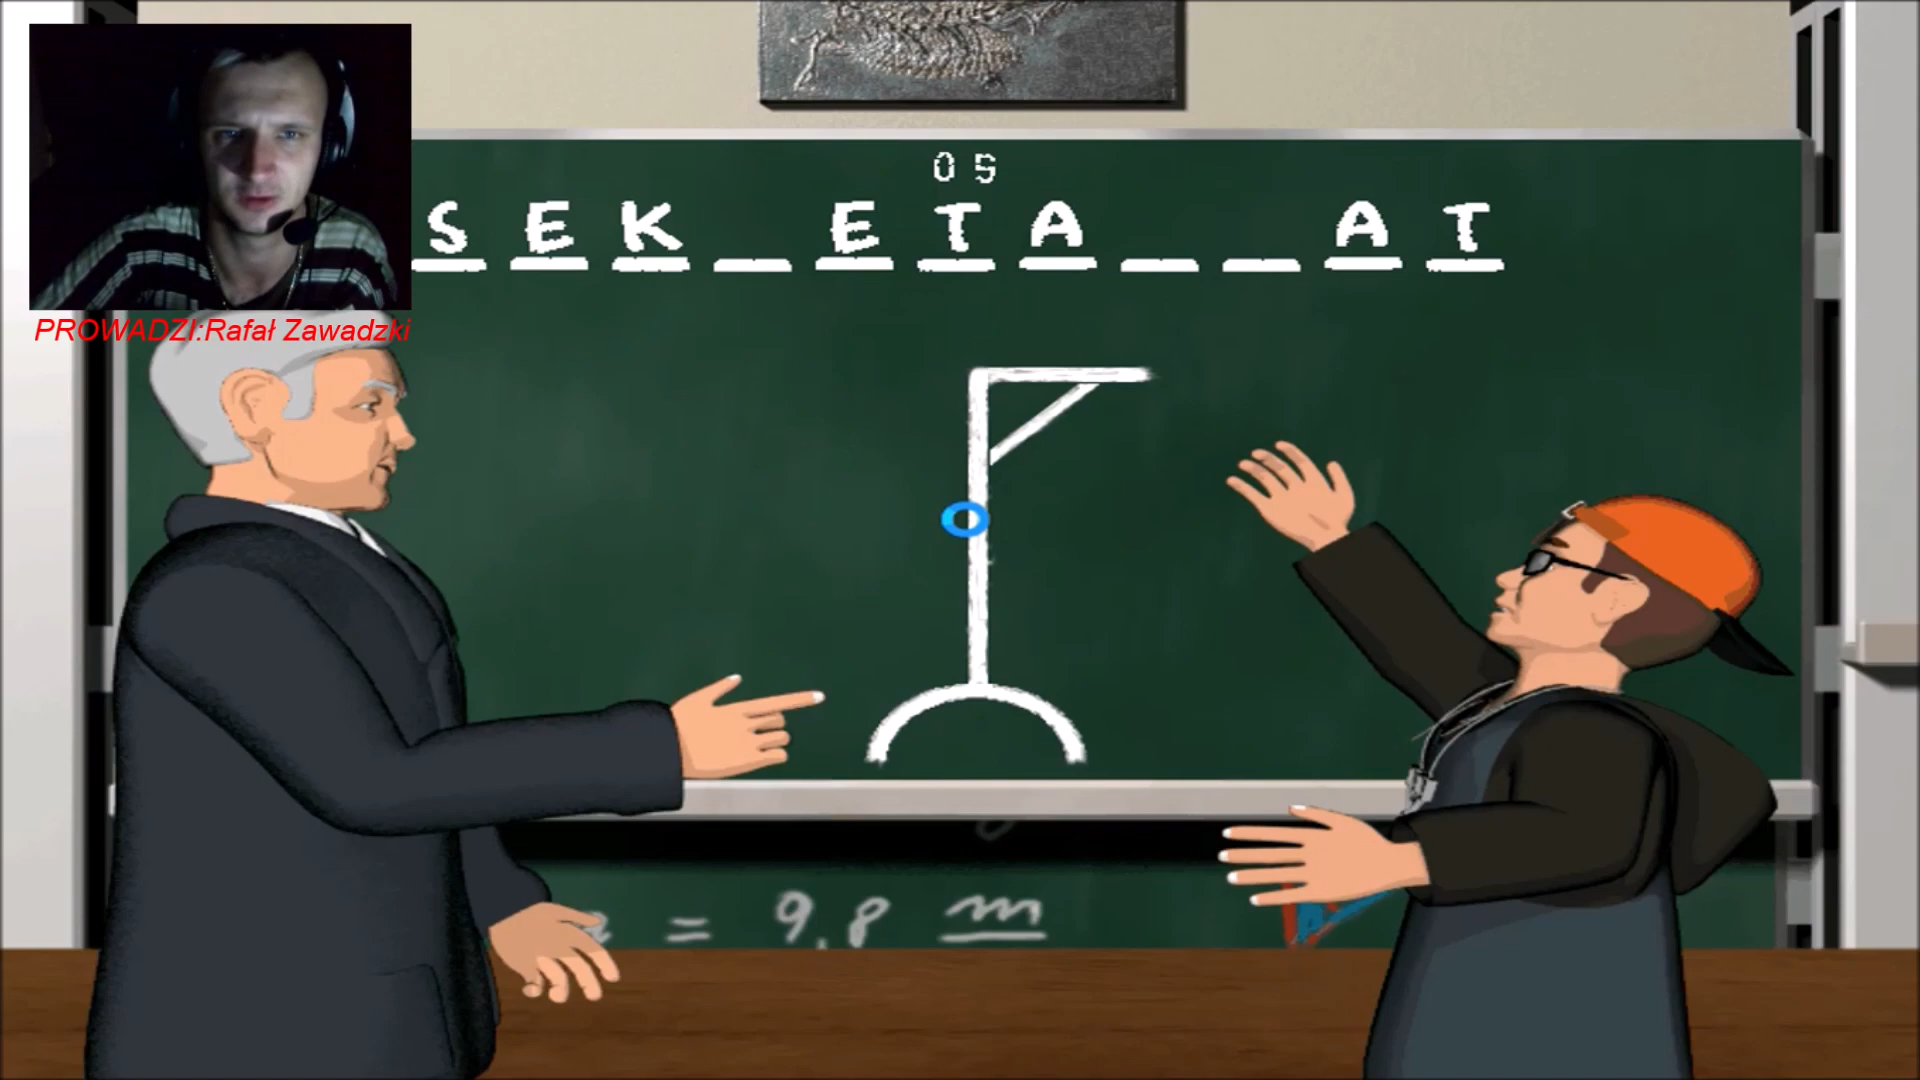 05
SEK_ETA__AT
PROWADZI:Rafał Zawadzki
= 9,8 m